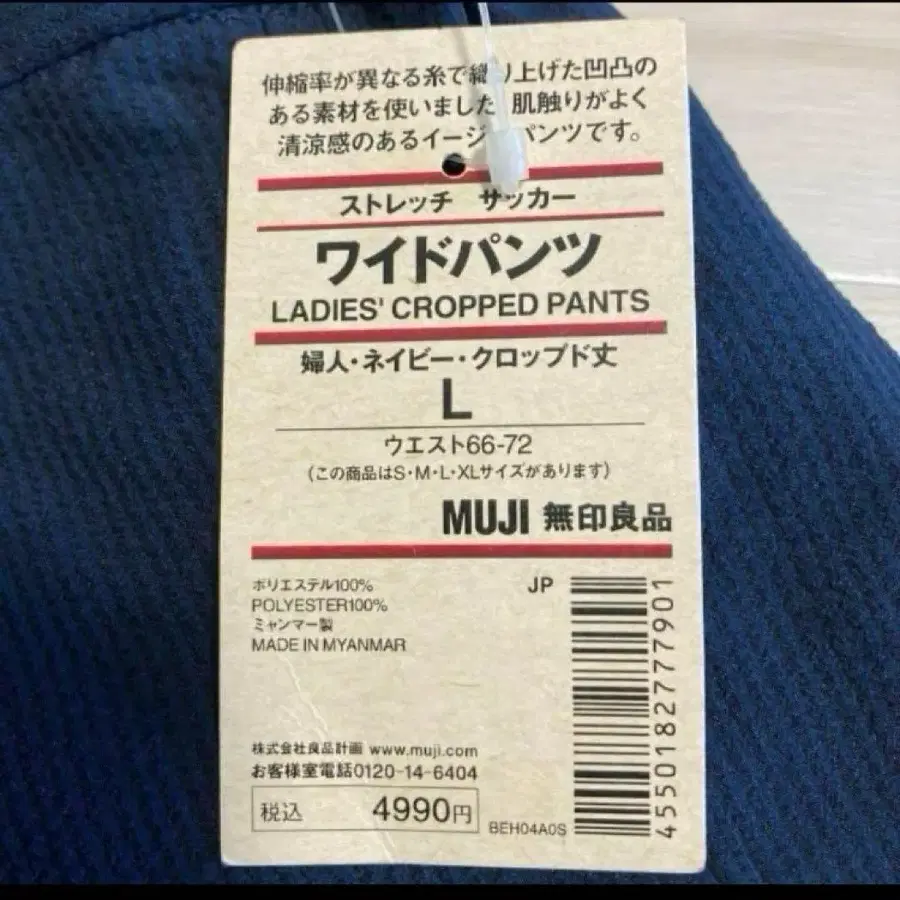 伸縮率が異なる糸で織り上げた凹凸の
ある素材を使いました 肌触りがよく
清涼感のあるイージ パンツです。
ストレッチ サッカー
ワイドパンツ
LADIES' CROPPED PANTS
婦人・ネイビー・クロップド丈
L
ウエスト66-72
（この商品はS・M・L・XLサイズがあります）
MUJI 無印良品
ポリエステル100%
POLYESTER100%
ミャンマー製
MADE IN MYANMAR
JP
4550182777901
株式会社良品計画 www.muji.com
お客様室電話0120-14-6404
税込 4990円
BEH04A0S